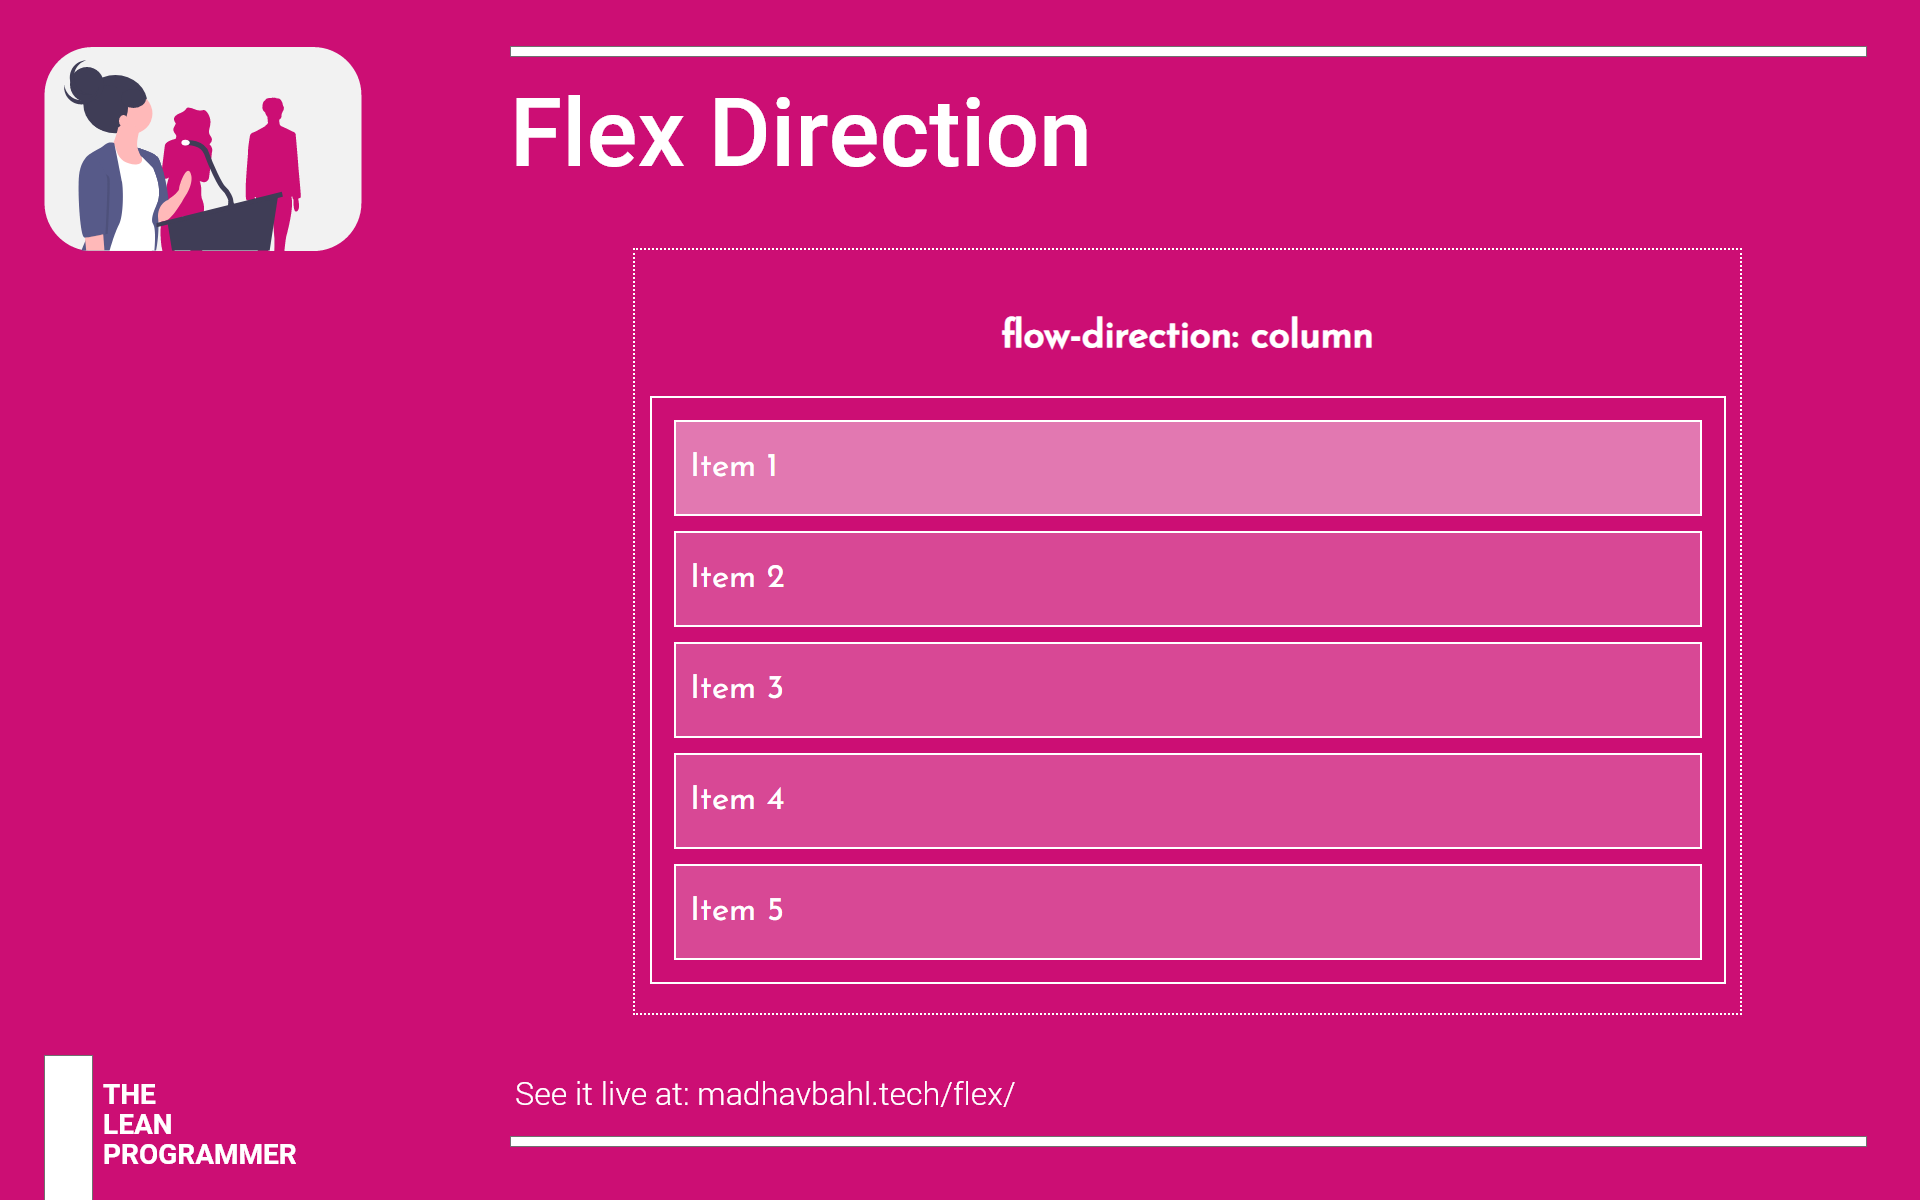 Flex Direction
flow-direction: column
Item 1
Item 2
Item 3
Item 4
Item 5
See it live at: madhavbahl.tech/flex/
THE
LEAN
PROGRAMMER